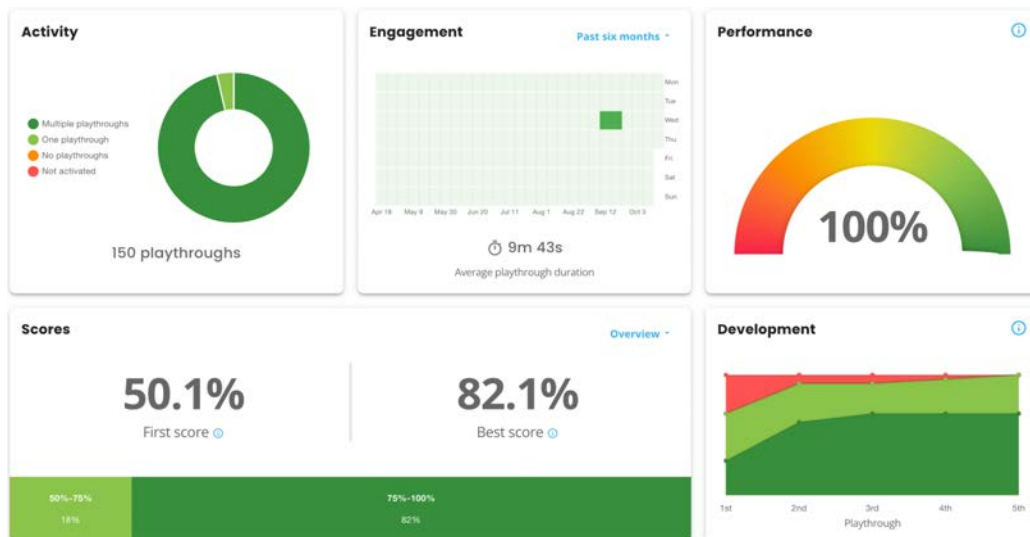 Activity
Multiple playthroughs
One playthrough
No playthroughs
Not activated
150 playthroughs
Engagement
Past six months
Mon
Tue
Wed
Thu
Fri
Sat
Sun
Apr 18 May 9 May 30 Jun 20 Jul 11 Aug 1 Aug 22 Sep 12 Oct 3
9m 43s
Average playthrough duration
Performance
100%
Scores
Overview
50.1%
First score
82.1%
Best score
50%-75%
18%
75%-100%
82%
Development
1st 2nd 3rd 4th 5th
Playthrough